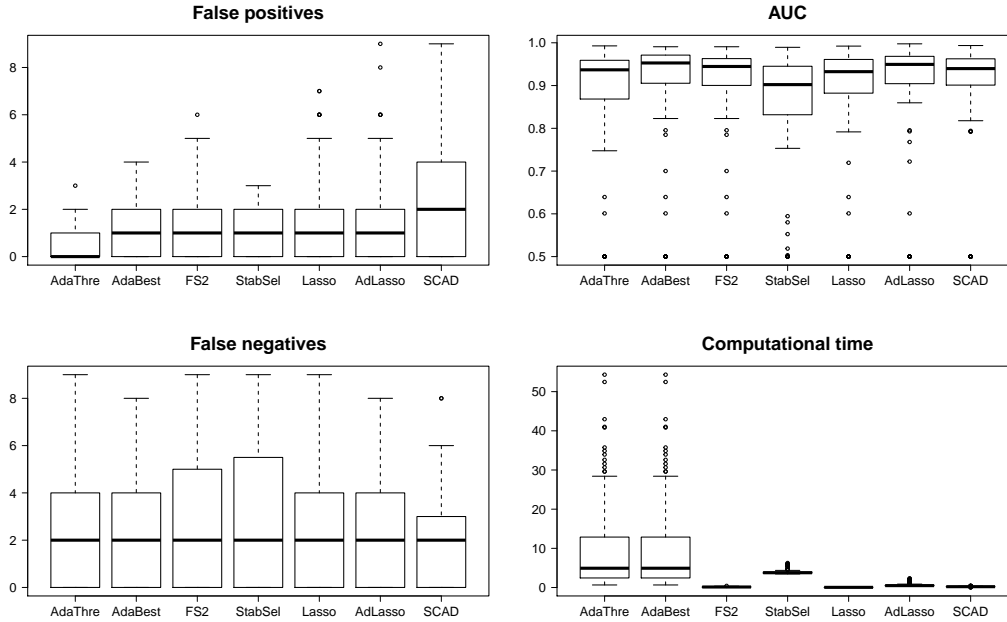 False positives
8
6
4
2
0
AdaThre AdaBest FS2 StabSel Lasso AdLasso SCAD
AUC
1.0
0.9
0.8
0.7
0.6
0.5
AdaThre AdaBest FS2 StabSel Lasso AdLasso SCAD
False negatives
8
6
4
2
0
AdaThre AdaBest FS2 StabSel Lasso AdLasso SCAD
Computational time
50
40
30
20
10
0
AdaThre AdaBest FS2 StabSel Lasso AdLasso SCAD